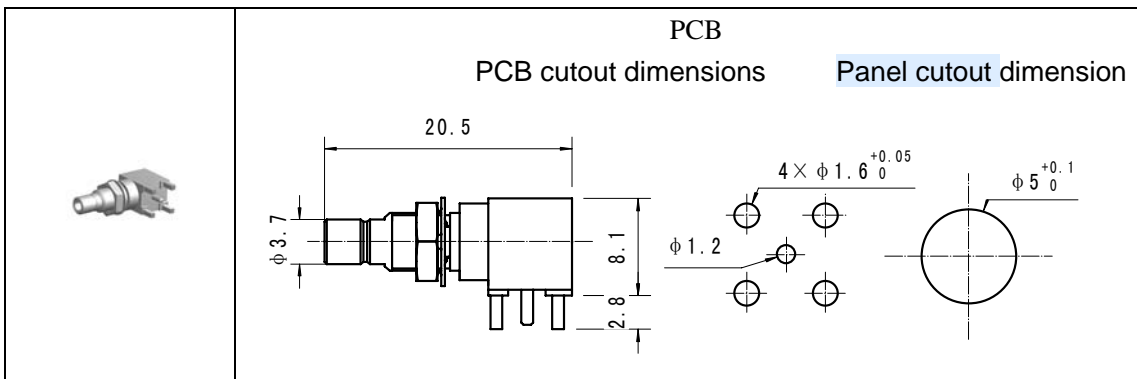 PCB
PCB cutout dimensions Panel cutout dimension
20.5
4×φ1.6 +0.05 0
φ5 +0.1 0
φ3.7
8.1
φ1.2
2.8